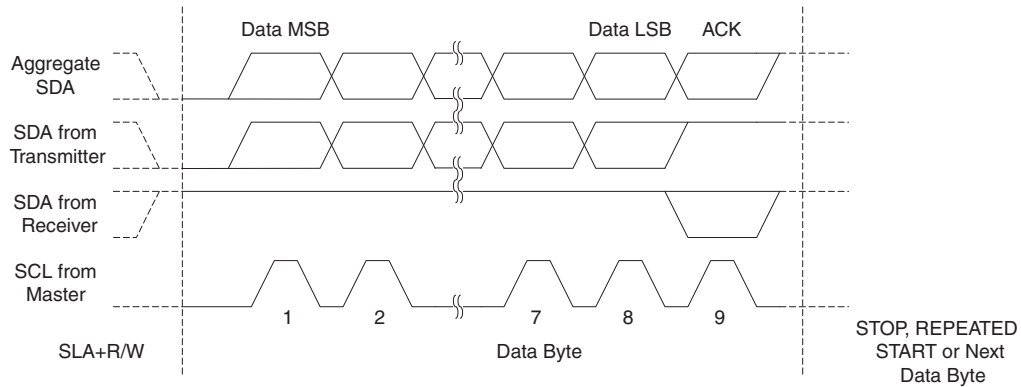 Data MSB
Data LSB
ACK
Aggregate
SDA
SDA from
Transmitter
SDA from
Receiver
SCL from
Master
1
2
7
8
9
SLA+R/W
Data Byte
STOP, REPEATED
START or Next
Data Byte